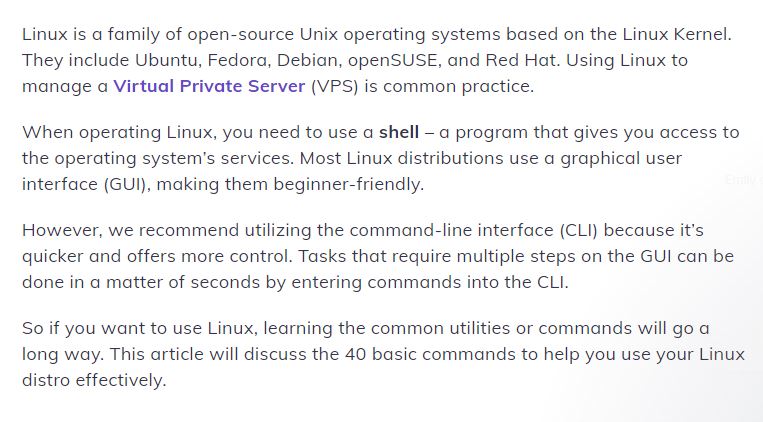 Linux is a family of open-source Unix operating systems based on the Linux Kernel.
They include Ubuntu, Fedora, Debian, openSUSE, and Red Hat. Using Linux to
manage a Virtual Private Server (VPS) is common practice.
When operating Linux, you need to use a shell – a program that gives you access to
the operating system’s services. Most Linux distributions use a graphical user
interface (GUI), making them beginner-friendly.
However, we recommend utilizing the command-line interface (CLI) because it’s
quicker and offers more control. Tasks that require multiple steps on the GUI can be
done in a matter of seconds by entering commands into the CLI.
So if you want to use Linux, learning the common utilities or commands will go a
long way. This article will discuss the 40 basic commands to help you use your Linux
distro effectively.